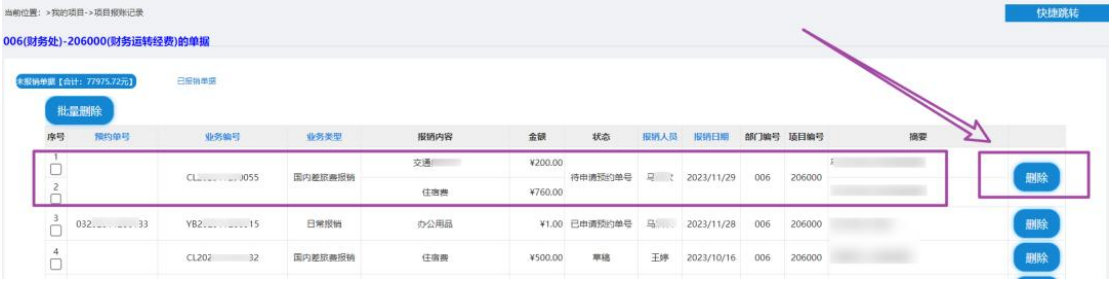 当前位置: >我的项目->项目报账记录
快捷跳转
006(财务处)-206000(财务运转经费)的单据
未报销单据【合计: 77975.72元】 已报销单据
批量删除
序号 预约单号 业务编号 业务类型 报销内容 金额 状态 报销人员 报销日期 部门编号 项目编号 摘要
1 交通 ¥200.00
CL 055 国内差旅费报销 待申请预约单号 马 2023/11/29 006 206000 删除
2 住宿费 ¥760.00
3 032 33 YB2 15 日常报销 办公用品 ¥1.00 已申请预约单号 马 2023/11/28 006 206000 删除
4 CL202 32 国内差旅费报销 住宿费 ¥500.00 草稿 王婷 2023/10/16 006 206000 删除